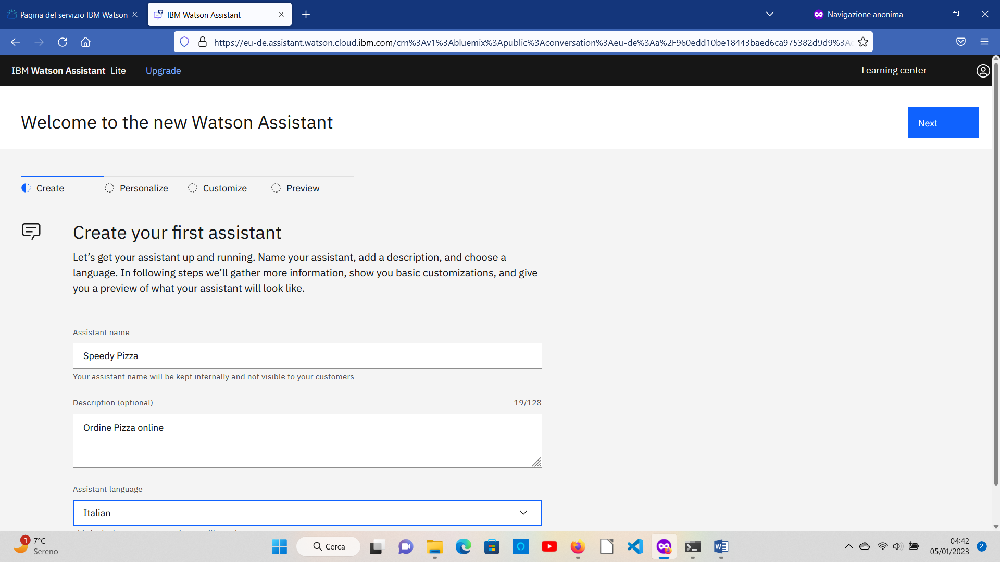 Pagina del servizio IBM Watson
IBM Watson Assistant
Navigazione anonima
https://eu-de.assistant.watson.cloud.ibm.com/crn%3Av1%3Abluemix%3Apublic%3Aconversation%3Aeu-de%3Aa%2F960edd10be18443baed6ca975382d9d9%3A
IBM Watson Assistant Lite Upgrade
Learning center
Welcome to the new Watson Assistant
Next
Create
Personalize
Customize
Preview
Create your first assistant
Let’s get your assistant up and running. Name your assistant, add a description, and choose a
language. In following steps we’ll gather more information, show you basic customizations, and give
you a preview of what your assistant will look like.
Assistant name
Speedy Pizza
Your assistant name will be kept internally and not visible to your customers
Description (optional)
19/128
Ordine Pizza online
Assistant language
Italian
1
7°C
Sereno
Cerca
04:42
05/01/2023
2